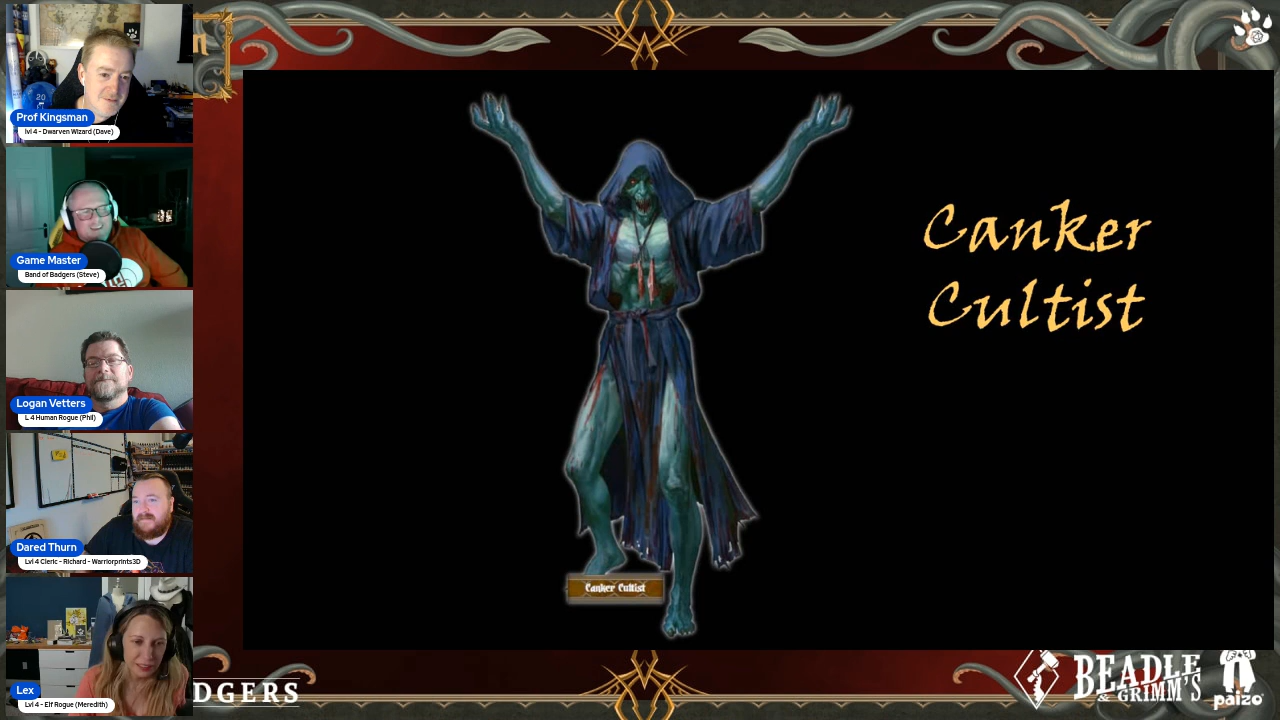 Prof Kingsman
lvl 4 - Dwarven Wizard (Dave)
Game Master
Band of Badgers (Steve)
Logan Vetters
L 4 Human Rogue (Phil)
Dared Thurn
Lvl 4 Cleric - Richard - Warriorprints3D
Lex
Lvl 4 - Elf Rogue (Meredith)
20
n
Canker
Cultist
Canker Cultist
DGERS
BEADLE
& GRIMM'S
paizo